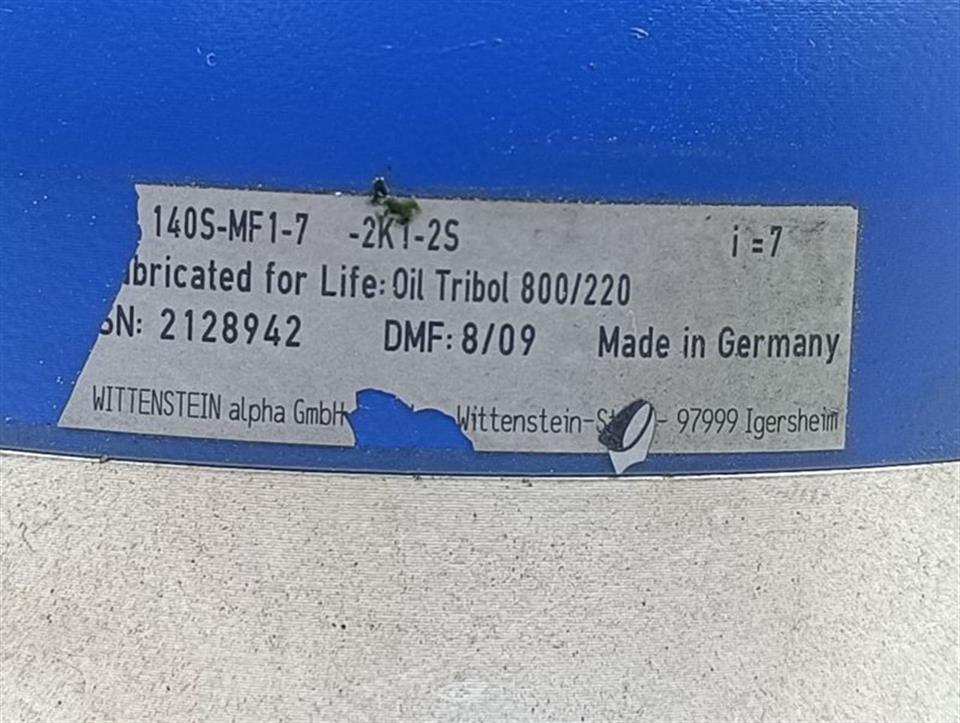 140S-MF1-7 -2K1-2S i=7
bricated for Life: Oil Tribol 800/220
SN: 2128942 DMF: 8/09 Made in Germany
WITTENSTEIN alpha GmbH Wittenstein- - 97999 Igersheim